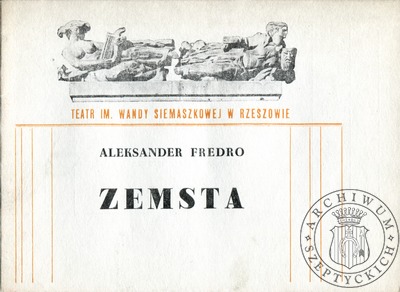 TEATR IM. WANDY SIEMASZKOWEJ W RZESZOWIE
ALEKSANDER FREDRO
ZEMSTA
ARCHIWUM
SZEPTYCKICH